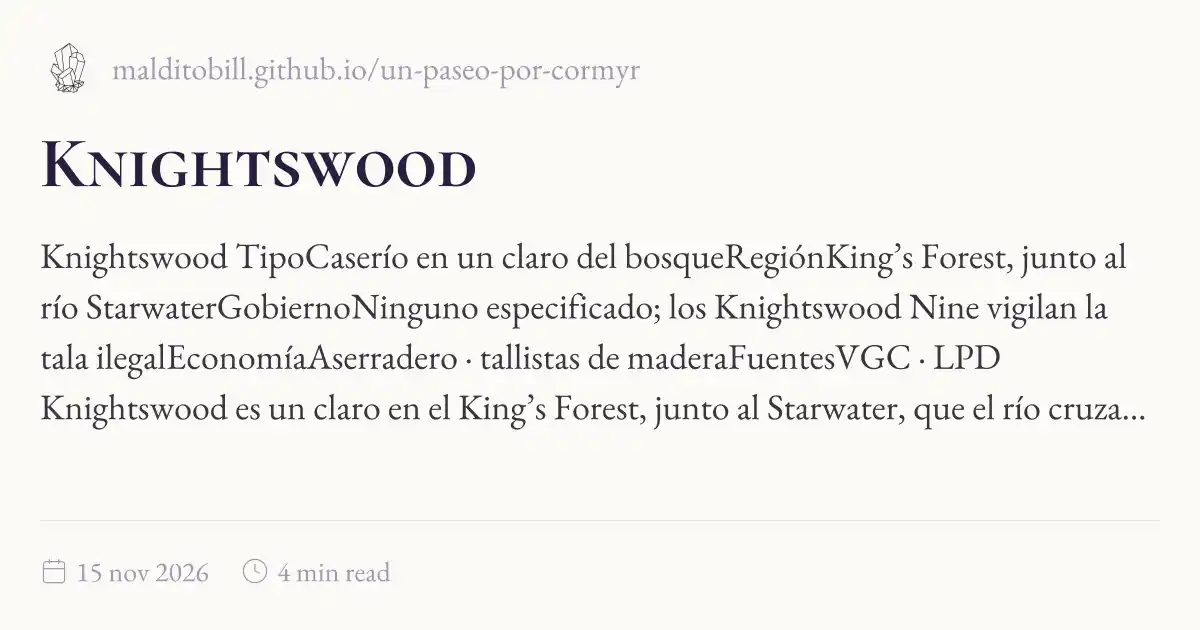 malditobill.github.io/un-paseo-por-cormyr
Knightswood
Knightswood TipoCaserío en un claro del bosqueRegiónKing’s Forest, junto al
río StarwaterGobiernoNinguno especificado; los Knightswood Nine vigilan la
tala ilegalEconomíaAserradero · tallistas de maderaFuentesVGC · LPD
Knightswood es un claro en el King’s Forest, junto al Starwater, que el río cruza...
15 nov 2026 4 min read